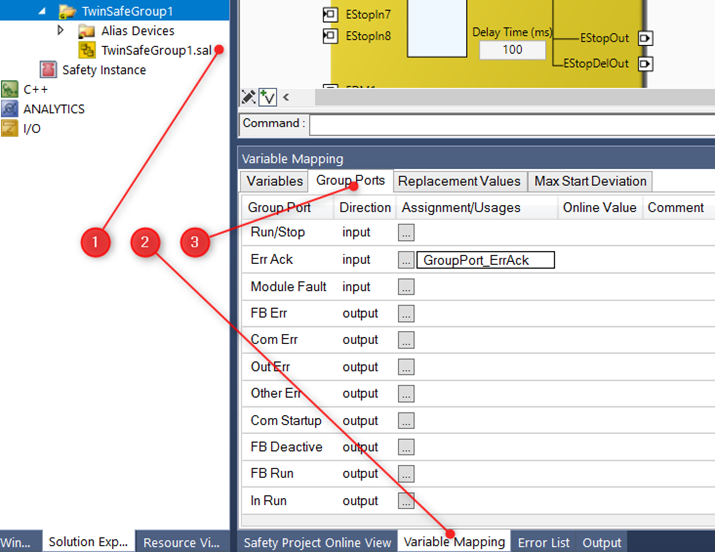 TwinSafeGroup1
Alias Devices
TwinSafeGroup1.sal
Safety Instance
C++
ANALYTICS
I/O
EStopIn7
EStopIn8
Delay Time (ms)
100
EStopOut
EStopDelOut
Command :
Variable Mapping
Variables Group Ports Replacement Values Max Start Deviation
Group Port Direction Assignment/Usages Online Value Comment
Run/Stop input ...
Err Ack input ... GroupPort_ErrAck
Module Fault input ...
FB Err output ...
Com Err output ...
Out Err output ...
Other Err output ...
Com Startup output ...
FB Deactive output ...
FB Run output ...
In Run output ...
1 2 3
Win... Solution Exp... Resource Vi... Safety Project Online View Variable Mapping Error List Output